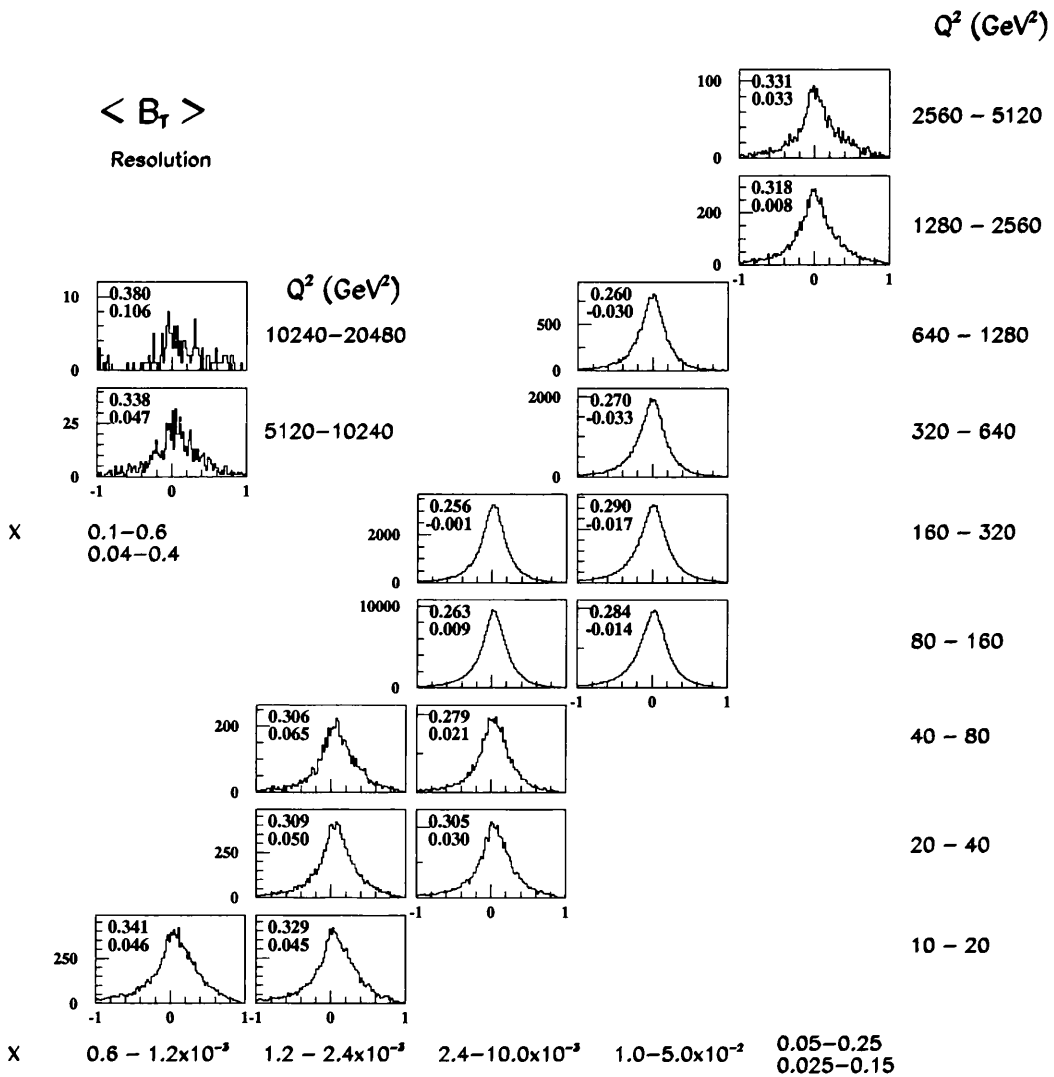 Q² (GeV²)
< B_T >
Resolution
100
0
0.331
0.033
2560 – 5120
200
0
0.318
0.008
-1 0 1
1280 – 2560
10
0
0.380
0.106
Q² (GeV²)
10240–20480
500
0
0.260
-0.030
640 – 1280
25
0
0.338
0.047
-1 0 1
5120–10240
2000
0
0.270
-0.033
320 – 640
X 0.1–0.6
0.04–0.4
2000
0
0.256
-0.001
0.290
-0.017
160 – 320
10000
0
0.263
0.009
0.284
-0.014
-1 0 1
80 – 160
200
0
0.306
0.065
0.279
0.021
40 – 80
250
0
0.309
0.050
0.305
0.030
-1 0 1
20 – 40
250
0
0.341
0.046
0.329
0.045
-1 0 1 -1 0 1
10 – 20
X 0.6 – 1.2x10⁻³ 1.2 – 2.4x10⁻³ 2.4–10.0x10⁻³ 1.0–5.0x10⁻² 0.05–0.25
0.025–0.15